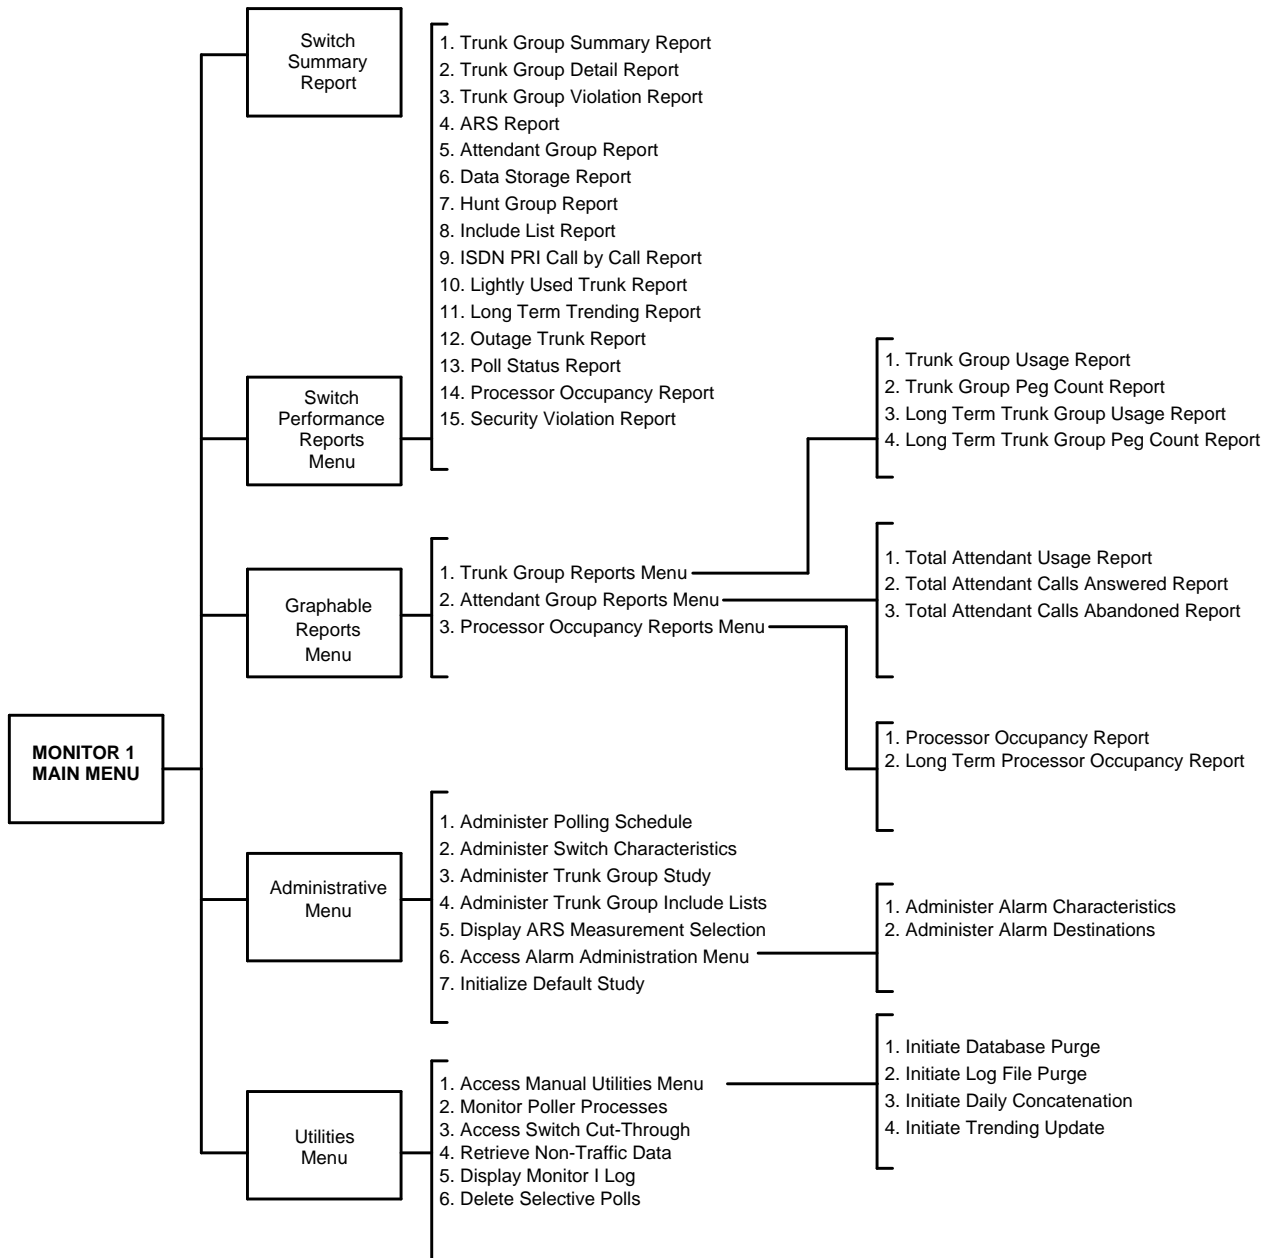 Switch
Summary
Report
1. Trunk Group Summary Report
2. Trunk Group Detail Report
3. Trunk Group Violation Report
4. ARS Report
5. Attendant Group Report
6. Data Storage Report
7. Hunt Group Report
8. Include List Report
9. ISDN PRI Call by Call Report
10. Lightly Used Trunk Report
11. Long Term Trending Report
12. Outage Trunk Report
13. Poll Status Report
14. Processor Occupancy Report
15. Security Violation Report
Switch
Performance
Reports
Menu
1. Trunk Group Usage Report
2. Trunk Group Peg Count Report
3. Long Term Trunk Group Usage Report
4. Long Term Trunk Group Peg Count Report
Graphable
Reports
Menu
1. Trunk Group Reports Menu
2. Attendant Group Reports Menu
3. Processor Occupancy Reports Menu
1. Total Attendant Usage Report
2. Total Attendant Calls Answered Report
3. Total Attendant Calls Abandoned Report
1. Processor Occupancy Report
2. Long Term Processor Occupancy Report
MONITOR 1
MAIN MENU
Administrative
Menu
1. Administer Polling Schedule
2. Administer Switch Characteristics
3. Administer Trunk Group Study
4. Administer Trunk Group Include Lists
5. Display ARS Measurement Selection
6. Access Alarm Administration Menu
7. Initialize Default Study
1. Administer Alarm Characteristics
2. Administer Alarm Destinations
Utilities
Menu
1. Access Manual Utilities Menu
2. Monitor Poller Processes
3. Access Switch Cut-Through
4. Retrieve Non-Traffic Data
5. Display Monitor I Log
6. Delete Selective Polls
1. Initiate Database Purge
2. Initiate Log File Purge
3. Initiate Daily Concatenation
4. Initiate Trending Update